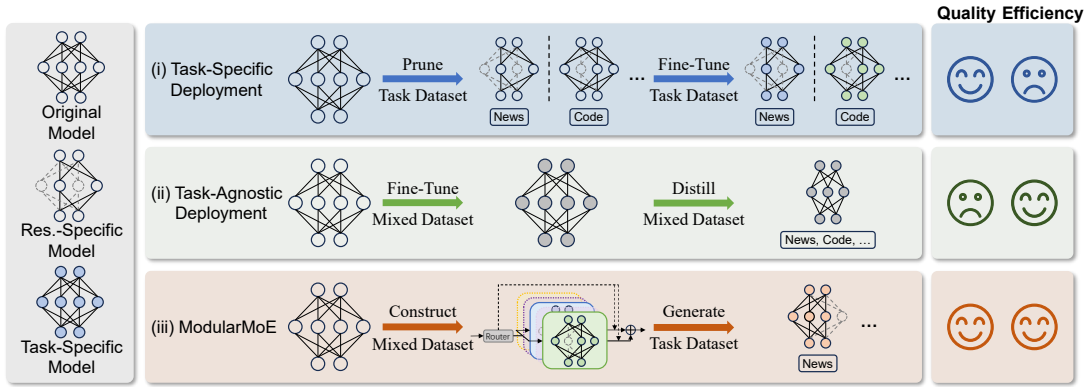 Quality Efficiency
Original
Model
Res.-Specific
Model
Task-Specific
Model
(i) Task-Specific
Deployment
Prune
Task Dataset
News
Code
...
Fine-Tune
Task Dataset
News
Code
...
(ii) Task-Agnostic
Deployment
Fine-Tune
Mixed Dataset
Distill
Mixed Dataset
News, Code, ...
(iii) ModularMoE
Construct
Mixed Dataset
Router
Generate
Task Dataset
News
...